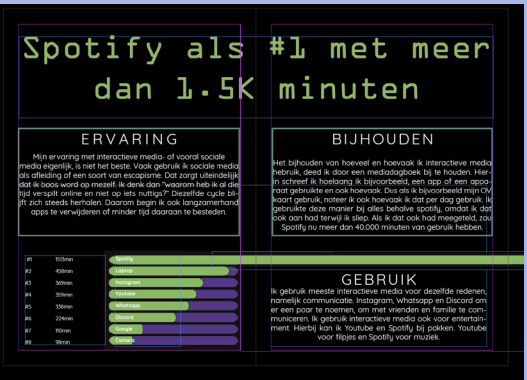 Spotify als #1 met meer
dan 1.5K minuten
ERVARING
Mijn ervaring met interactieve media- of vooral sociale
media eigenlijk, is niet het beste. Vaak gebruik ik sociale media
als afleiding of een soort van escapisme. Dat zorgt uiteindelijk
dat ik boos word op mezelf. Ik denk dan "waarom heb ik al die
tijd verspilt online en niet op iets nuttigs?" Diezelfde cycle bli-
jft zich steeds herhalen. Daarom begin ik ook langzamerhand
apps te verwijderen of minder tijd daaraan te besteden.
BIJHOUDEN
Het bijhouden van hoeveel en hoevaak ik interactieve media
gebruik, deed ik door een mediadagboek bij te houden. Hier-
in schreef ik hoelaang ik bijvoorbeeld, een app of een appa-
raat gebruikte en ook hoevaak. Dus als ik bijvoorbeeld mijn OV
kaart gebruik, noteer ik ook hoevaak ik dat per dag gebruik. Ik
gebruikte deze manier bij alles behalve spotify, omdat ik dat
ook aan had terwijl ik sliep. Als ik dat ook had meegeteld, zou
Spotify nu meer dan 40.000 minuten van gebruik hebben.
#1 1513min Spotify
#2 458min Laptop
#3 369min Instagram
#4 359min Youtube
#5 336min Whatsapp
#6 224min Discord
#7 110min Google
#8 98min Camera
GEBRUIK
Ik gebruik meeste interactieve media voor dezelfde redenen,
namelijk communicatie. Instagram, Whatsapp en Discord om
er een paar te noemen, om met vrienden en familie te com-
municeren. Ik gebruik interactieve media ook voor entertain-
ment. Hierbij kan ik Youtube en Spotify bij pakken. Youtube
voor filpjes en Spotify voor muziek.